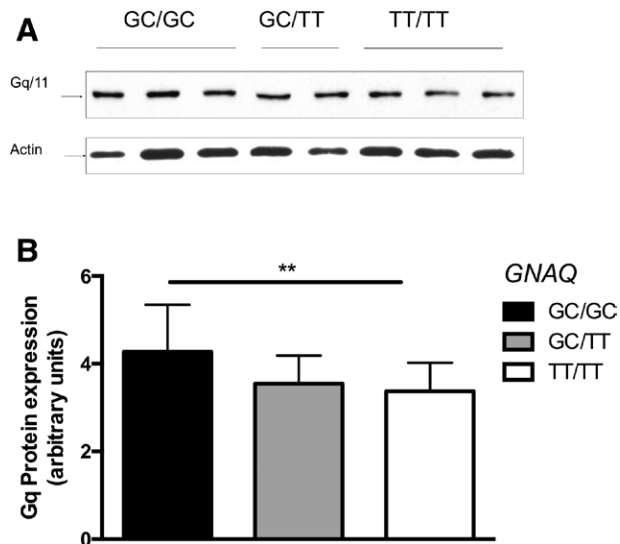 A
GC/GC GC/TT TT/TT
Gq/11
Actin
B
Gq Protein expression
(arbitrary units)
6
4
2
0
**
GNAQ
GC/GC
GC/TT
TT/TT